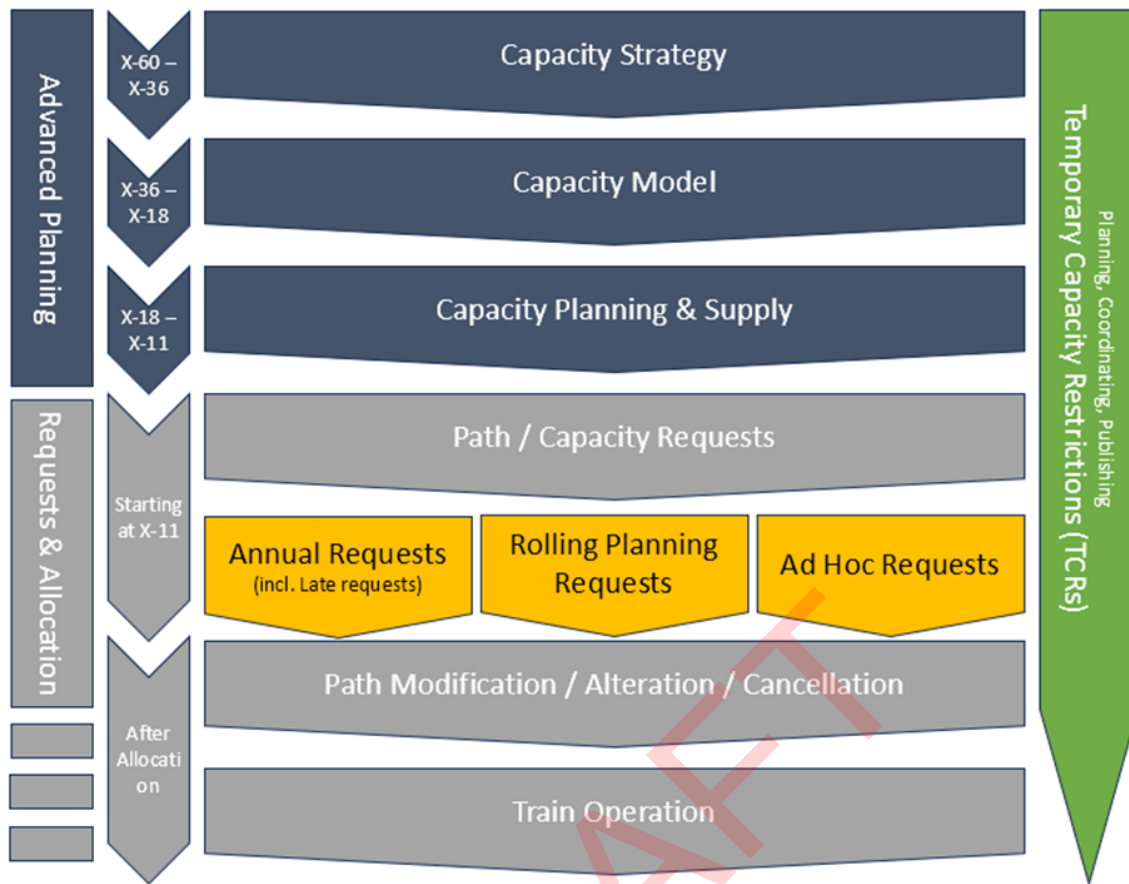 Advanced Planning
X-60 –
X-36
Capacity Strategy
X-36 –
X-18
Capacity Model
X-18 –
X-11
Capacity Planning & Supply
Requests & Allocation
Starting
at X-11
Path / Capacity Requests
Annual Requests
(incl. Late requests)
Rolling Planning
Requests
Ad Hoc Requests
After
Allocati
on
Path Modification / Alteration / Cancellation
Train Operation
Planning, Coordinating, Publishing
Temporary Capacity Restrictions (TCRs)
AFT